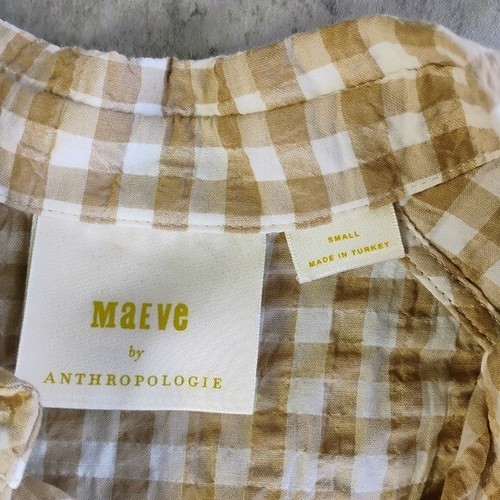 MaEVe
by
ANTHROPOLOGIE
SMALL
MADE IN TURKEY